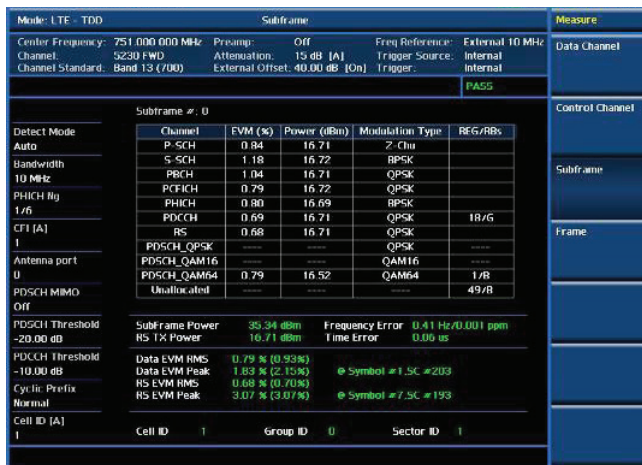 Mode: LTE - TDD
Subframe
Measure
Center Frequency: 751.000 000 MHz Preamp: Off Freq Reference: External 10 MHz
Channel: 5230 FWD Attenuation: 15 dB [A] Trigger Source: Internal
Channel Standard: Band 13 (700) External Offset: 40.00 dB [On] Trigger: Internal
PASS
Data Channel
Control Channel
Subframe
Frame
Detect Mode
Auto
Bandwidth
10 MHz
PHICH Ng
1/6
CFI [A]
1
Antenna port
0
PDSCH MIMO
Off
PDSCH Threshold
-20.00 dB
PDCCH Threshold
-10.00 dB
Cyclic Prefix
Normal
Cell ID [A]
1
Subframe #: 0
Channel EVM (%) Power (dBm) Modulation Type REG/RBs
P-SCH 0.84 16.71 Z-Chu
S-SCH 1.18 16.72 BPSK
PBCH 1.04 16.71 QPSK
PCFICH 0.79 16.72 QPSK
PHICH 0.80 16.69 BPSK
PDCCH 0.69 16.71 QPSK 18/G
RS 0.68 16.71 QPSK
PDSCH_QPSK ---- ---- QPSK ----
PDSCH_QAM16 ---- ---- QAM16 ----
PDSCH_QAM64 0.79 16.52 QAM64 1/B
Unallocated ---- ---- ---- 49/B
SubFrame Power 35.34 dBm Frequency Error 0.41 Hz/0.001 ppm
RS TX Power 16.71 dBm Time Error 0.06 us
Data EVM RMS 0.79 % (0.93%)
Data EVM Peak 1.83 % (2.15%) @ Symbol #1,SC #203
RS EVM RMS 0.68 % (0.70%)
RS EVM Peak 3.07 % (3.07%) @ Symbol #7,SC #193
Cell ID 1 Group ID 0 Sector ID 1